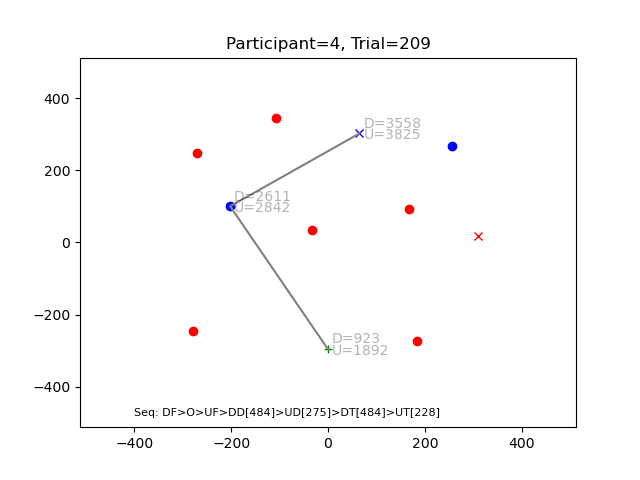 Participant=4, Trial=209
400
200
0
−200
−400
D=3558
U=3825
D=2611
U=2842
D=923
U=1892
Seq: DF>O>UF>DD[484]>UD[275]>DT[484]>UT[228]
−400
−200
0
200
400